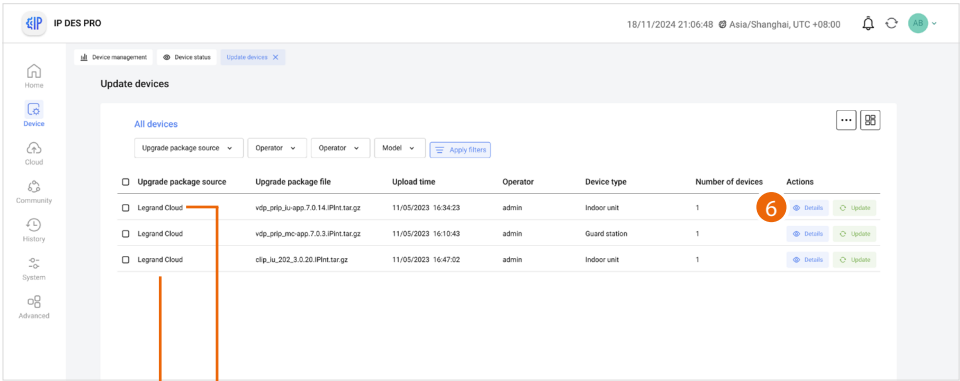 IP IP DES PRO
18/11/2024 21:06:48 Asia/Shanghai, UTC +08:00
AB
Device management Device status Update devices X
Home
Update devices
Device
All devices
Upgrade package source Operator Operator Model Apply filters
Cloud
Upgrade package source Upgrade package file Upload time Operator Device type Number of devices Actions
Community
Legrand Cloud vdp_prip_iu-app.7.0.14.IPInt.tar.gz 11/05/2023 16:34:23 admin Indoor unit 1 6 Details Update
History
Legrand Cloud vdp_prip_mc-app.7.0.3.IPint.tar.gz 11/05/2023 16:10:43 admin Guard station 1 Details Update
Legrand Cloud clip_iu_202_3.0.20.IPInt.tar.gz 11/05/2023 16:47:02 admin Indoor unit 1 Details Update
System
Advanced